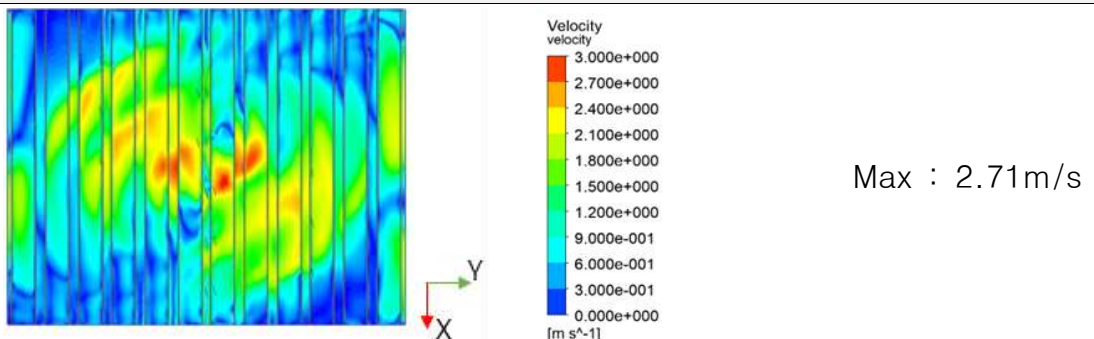 Velocity
velocity
3.000e+000
2.700e+000
2.400e+000
2.100e+000
1.800e+000
1.500e+000
1.200e+000
9.000e-001
6.000e-001
3.000e-001
0.000e+000
[m s^-1]
Y
X
Max : 2.71m/s